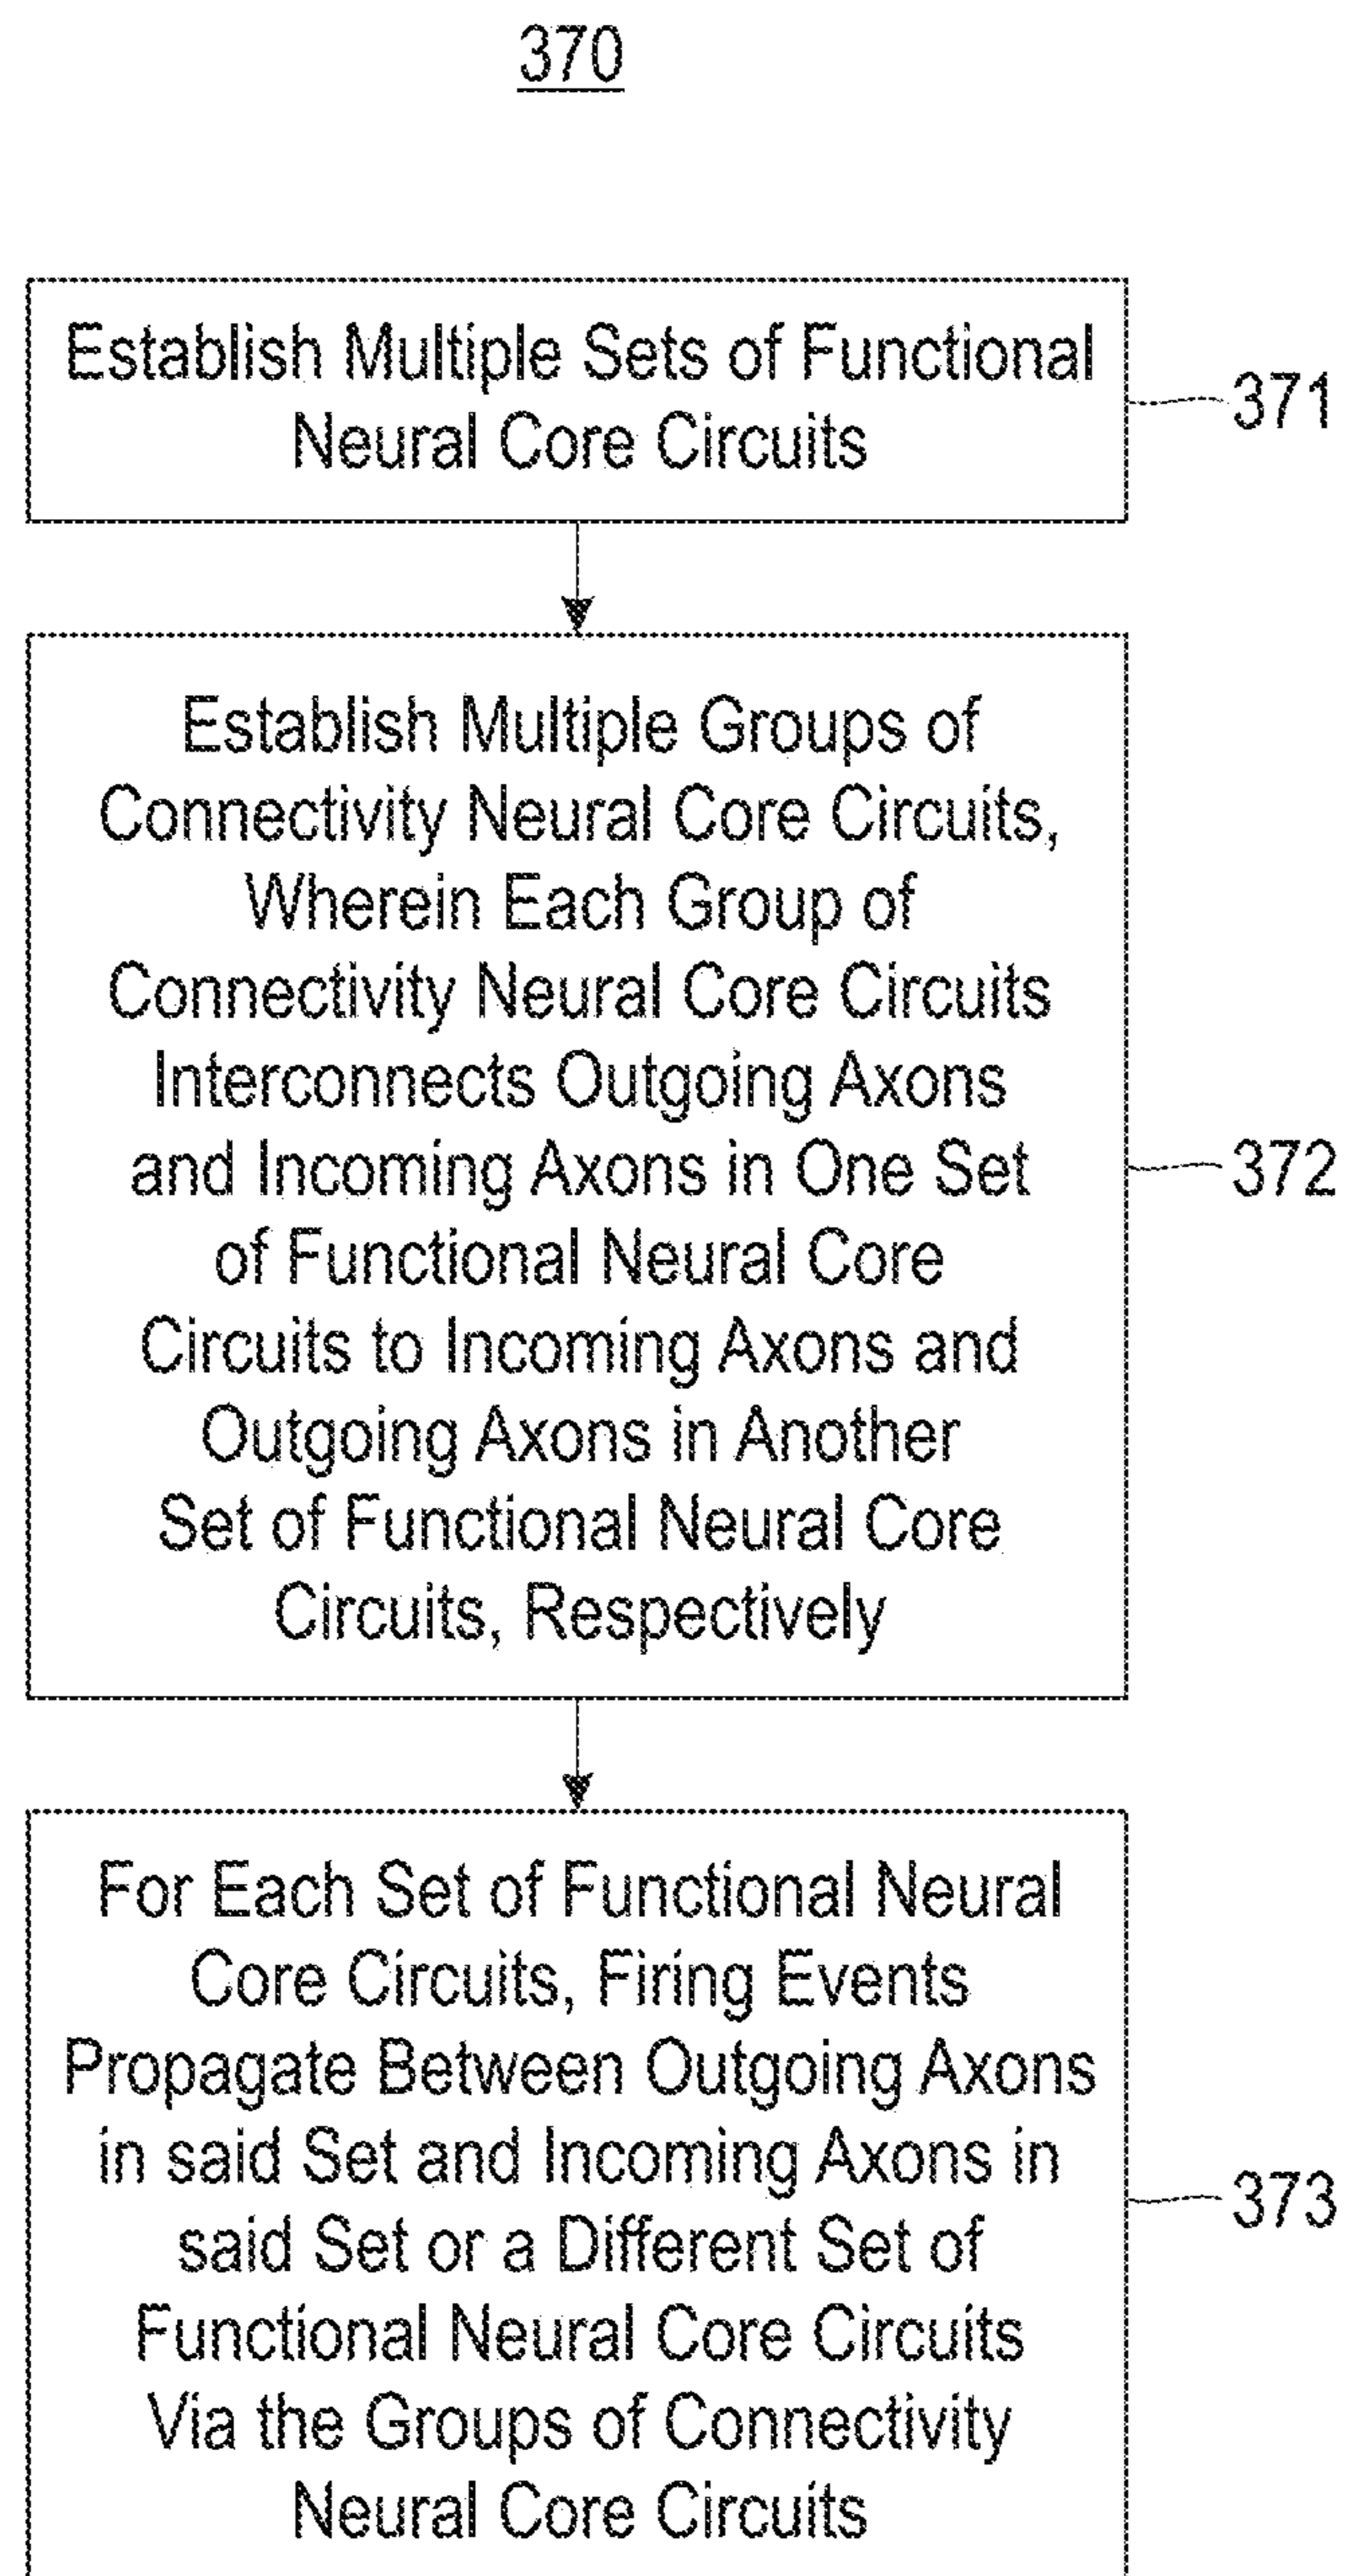 370
Establish Multiple Sets of Functional
Neural Core Circuits
371
Establish Multiple Groups of
Connectivity Neural Core Circuits,
Wherein Each Group of
Connectivity Neural Core Circuits
Interconnects Outgoing Axons
and Incoming Axons in One Set
of Functional Neural Core
Circuits to Incoming Axons and
Outgoing Axons in Another
Set of Functional Neural Core
Circuits, Respectively
372
For Each Set of Functional Neural
Core Circuits, Firing Events
Propagate Between Outgoing Axons
in said Set and Incoming Axons in
said Set or a Different Set of
Functional Neural Core Circuits
Via the Groups of Connectivity
Neural Core Circuits
373